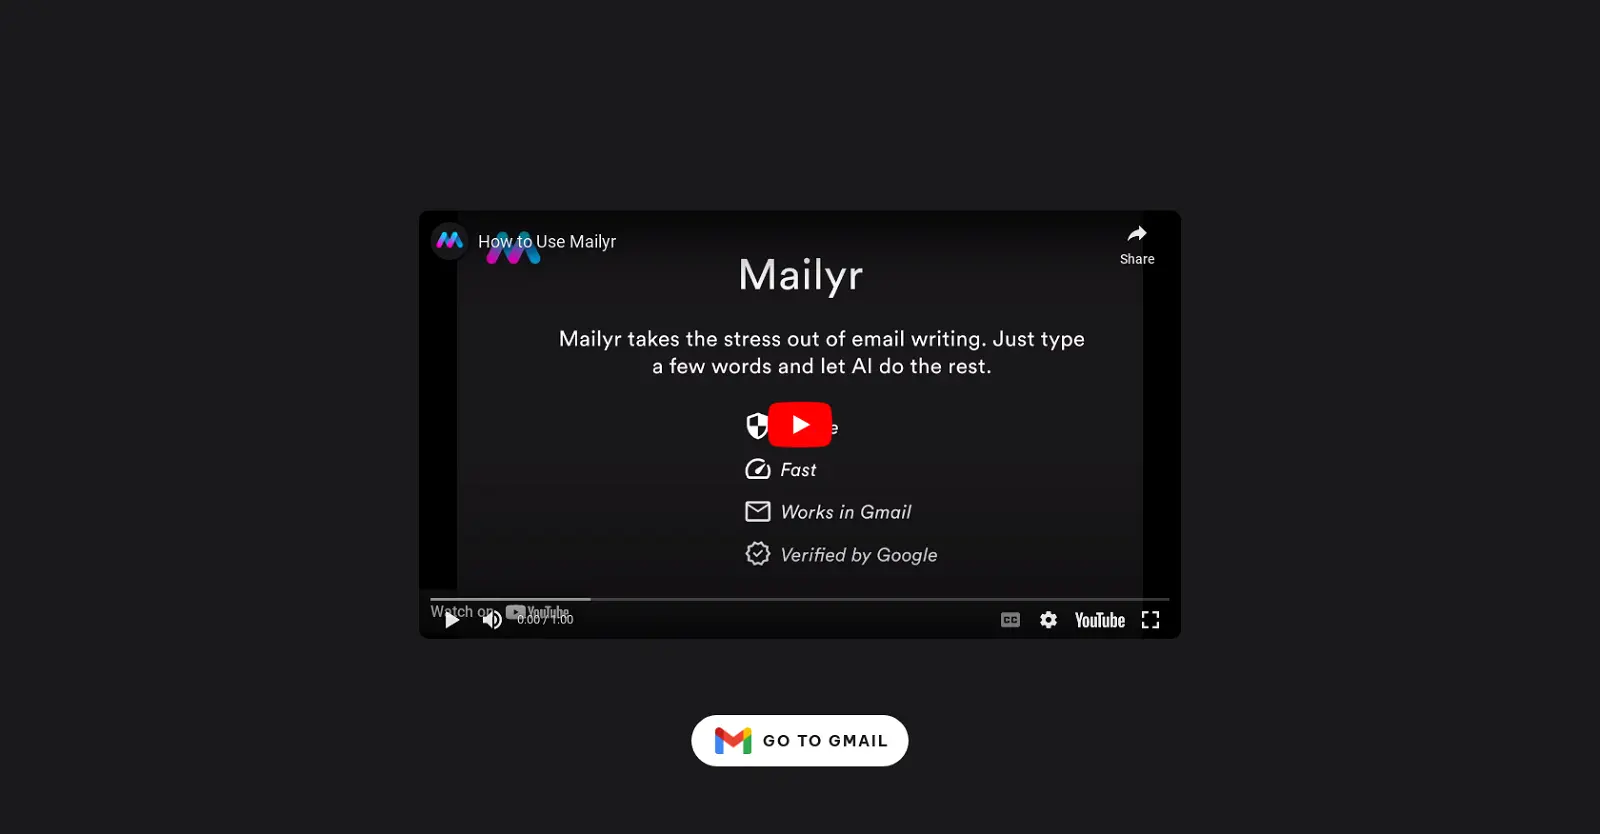 How to Use Mailyr
Share
Mailyr
Mailyr takes the stress out of email writing. Just type
a few words and let AI do the rest.
Fast
Works in Gmail
Verified by Google
Watch on YouTube
0:00 / 1:00
CC
YouTube
GO TO GMAIL